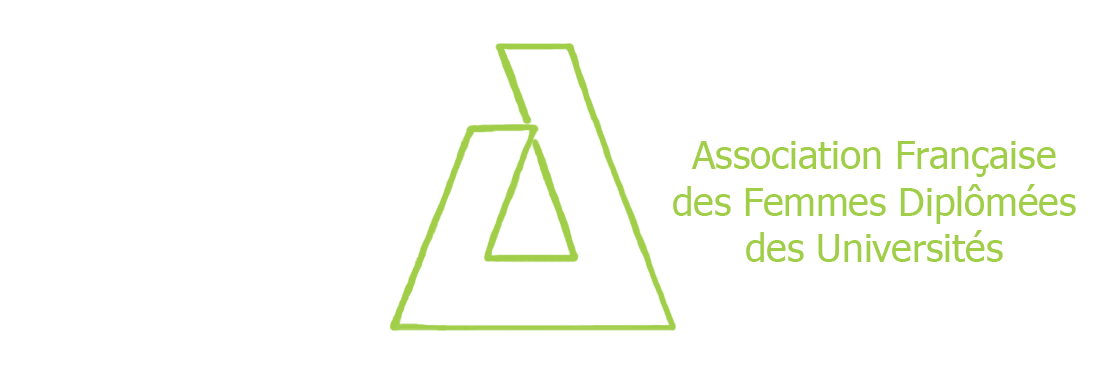 Association Française
des Femmes Diplômées
des Universités